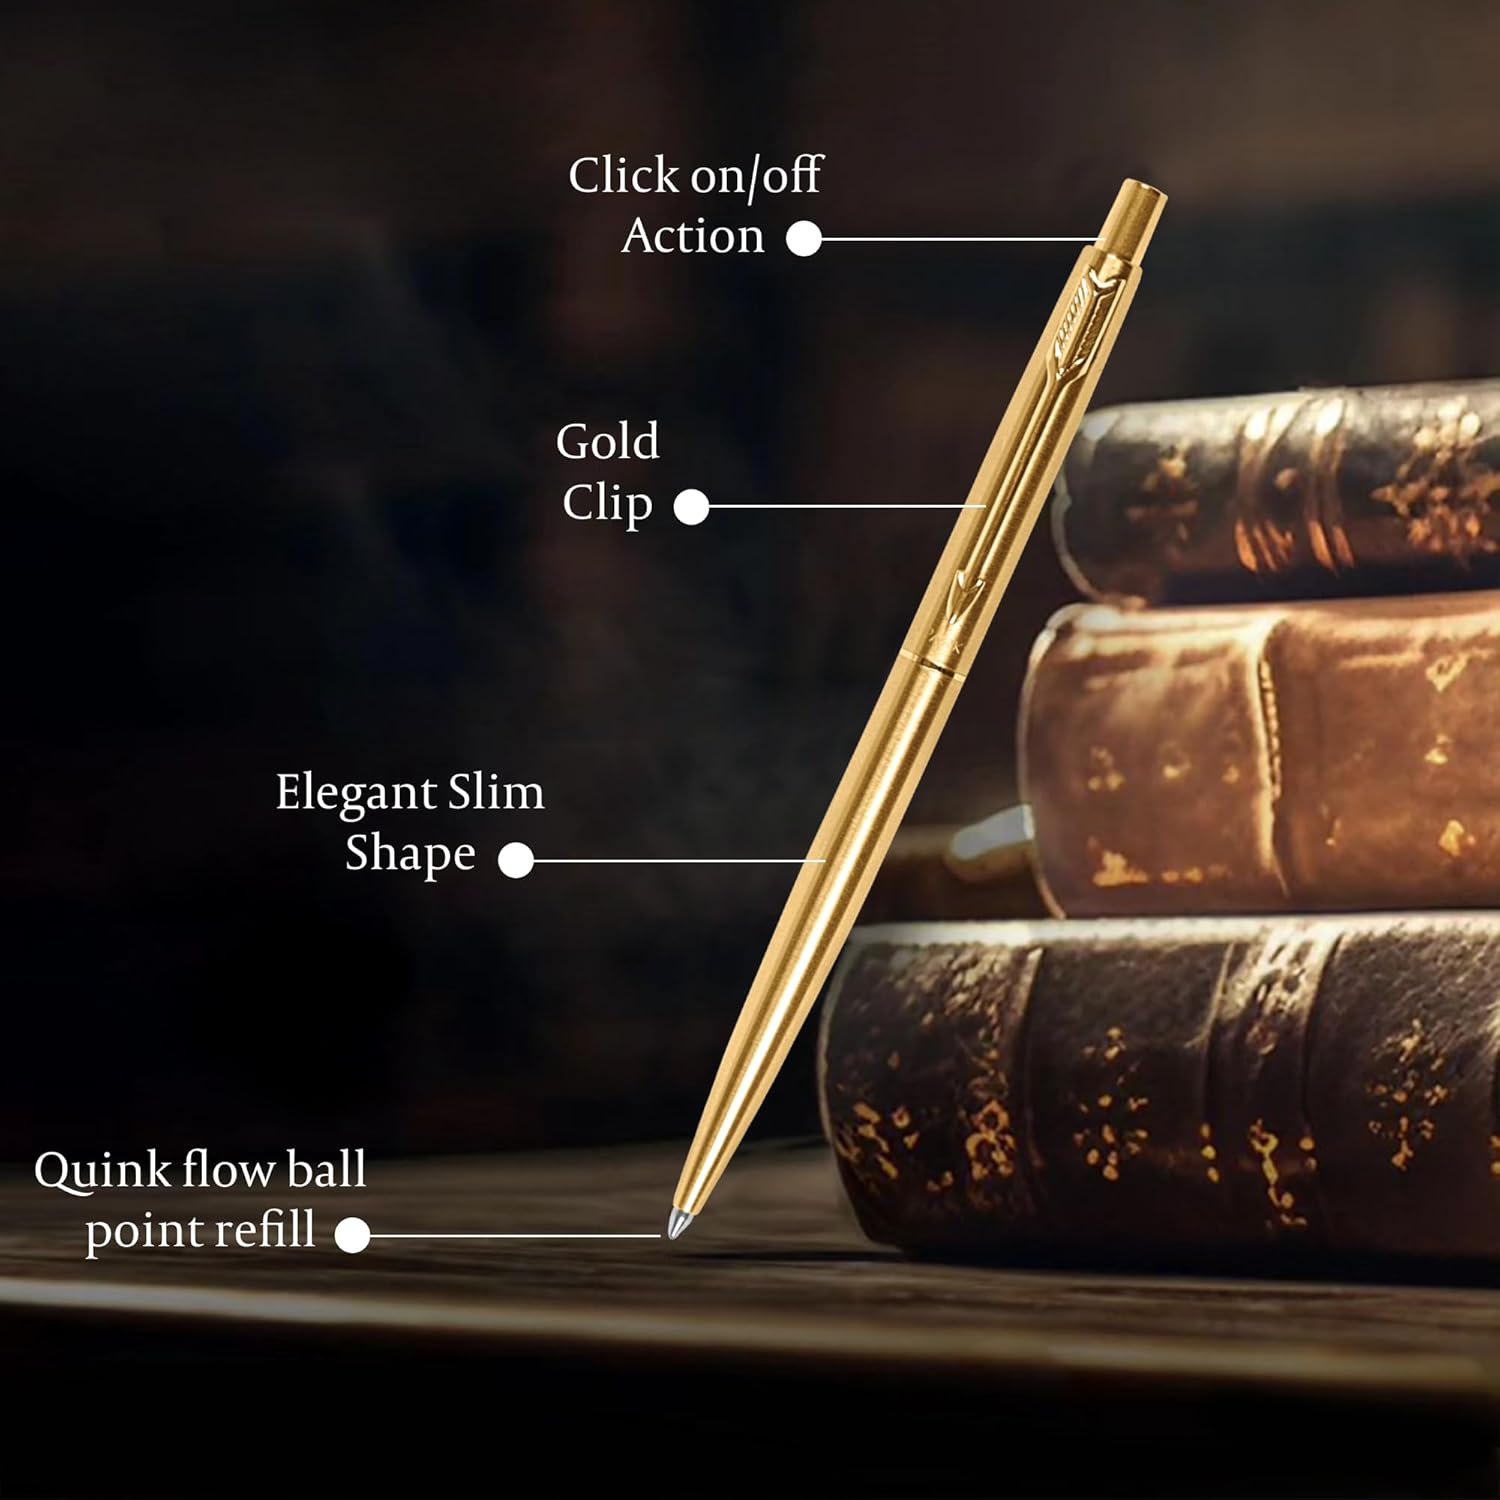 Click on/off
Action
Gold
Clip
Elegant Slim
Shape
Quink flow ball
point refill